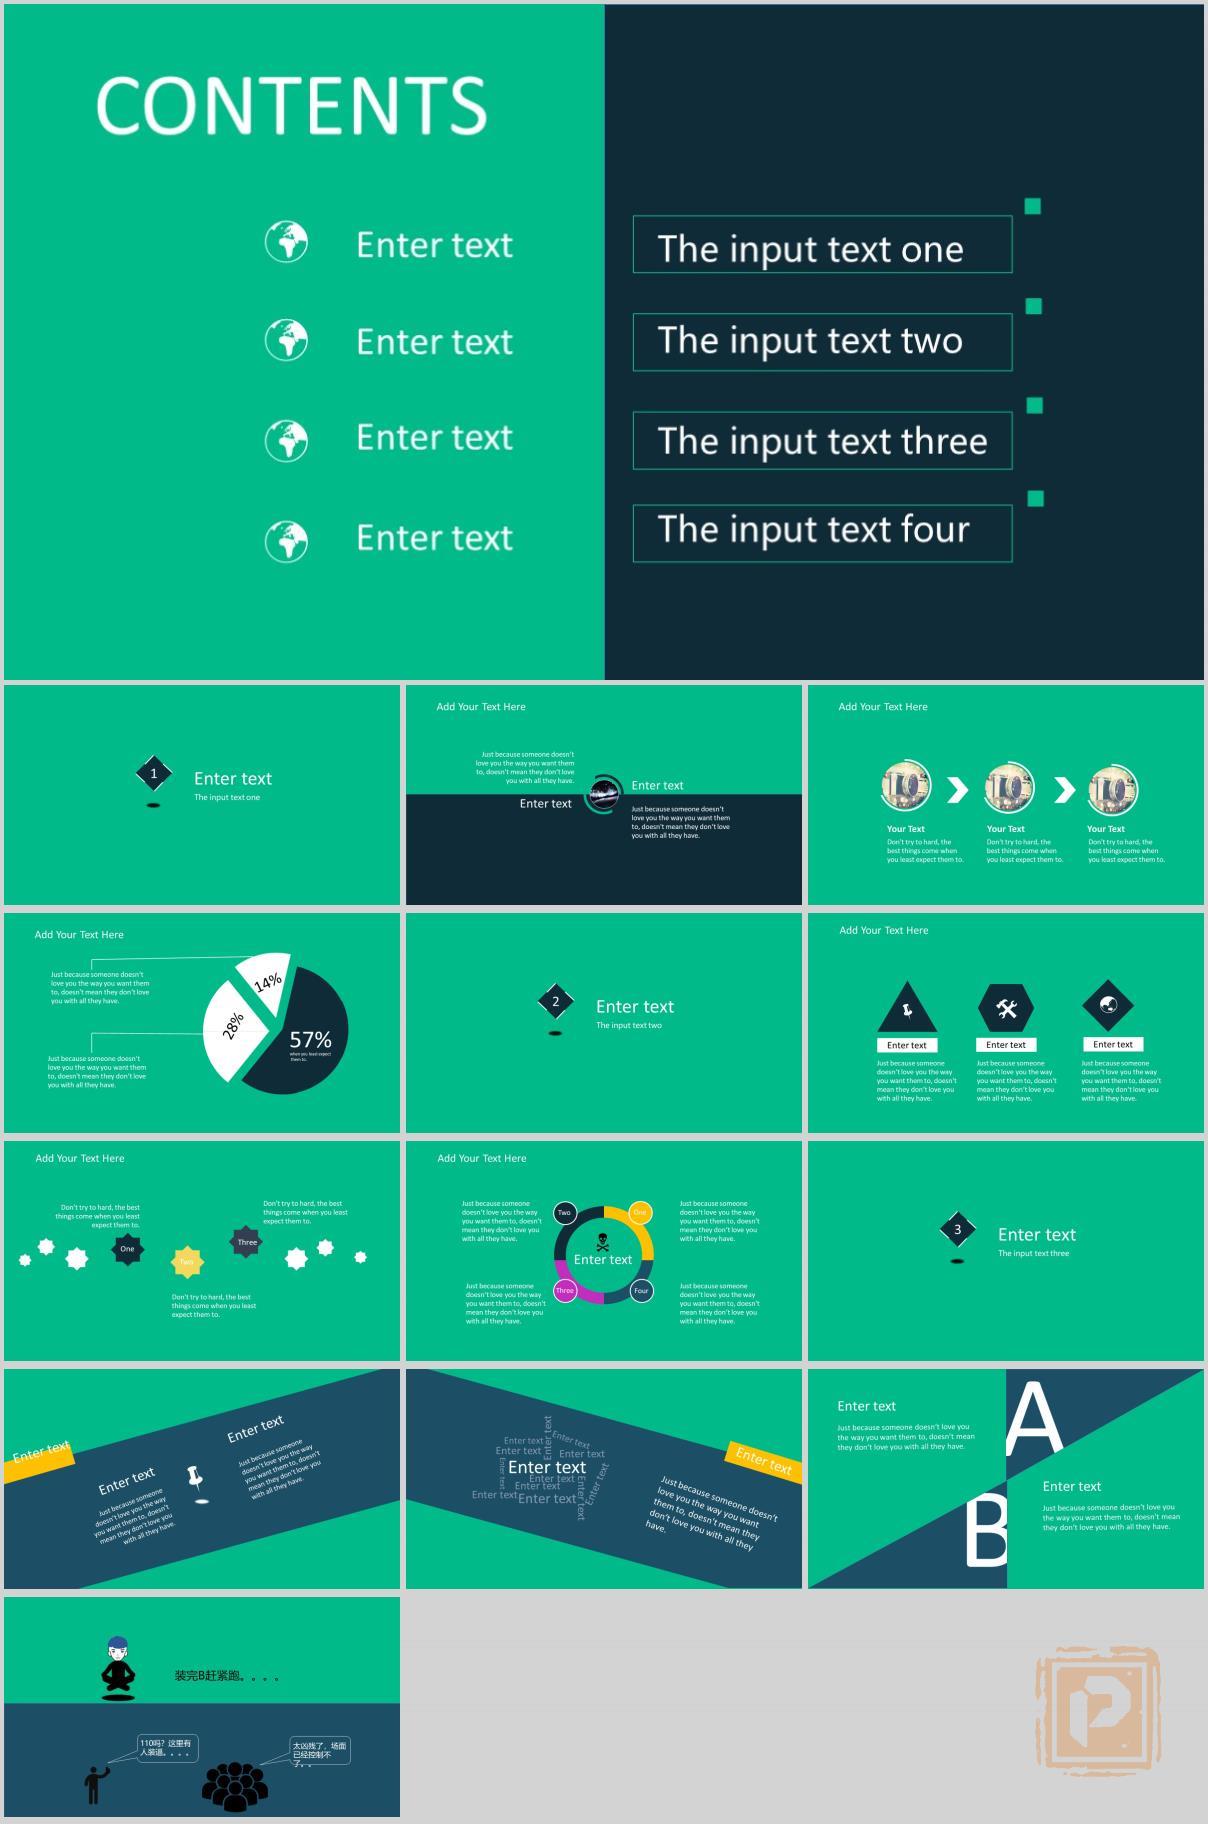 CONTENTS
Enter text
Enter text
Enter text
Enter text
The input text one
The input text two
The input text three
The input text four
1
Enter text
The input text one
Add Your Text Here
Just because someone doesn't
love you the way you want them
to, doesn't mean they don't love
you with all they have.
Enter text
Enter text
Just because someone doesn't
love you the way you want them
to, doesn't mean they don't love
you with all they have.
Add Your Text Here
Your Text
Don't try to hard, the
best things come when
you least expect them to.
Your Text
Don't try to hard, the
best things come when
you least expect them to.
Your Text
Don't try to hard, the
best things come when
you least expect them to.
Add Your Text Here
Just because someone doesn't
love you the way you want them
to, doesn't mean they don't love
you with all they have.
Just because someone doesn't
love you the way you want them
to, doesn't mean they don't love
you with all they have.
14%
28%
57%
when you least expect
them to.
2
Enter text
The input text two
Add Your Text Here
Enter text
Just because someone
doesn't love you the way
you want them to, doesn't
mean they don't love you
with all they have.
Enter text
Just because someone
doesn't love you the way
you want them to, doesn't
mean they don't love you
with all they have.
Enter text
Just because someone
doesn't love you the way
you want them to, doesn't
mean they don't love you
with all they have.
Add Your Text Here
Don't try to hard, the best
things come when you least
expect them to.
Don't try to hard, the best
things come when you least
expect them to.
One
Two
Three
Don't try to hard, the best
things come when you least
expect them to.
Add Your Text Here
Just because someone
doesn't love you the way
you want them to, doesn't
mean they don't love you
with all they have.
Two
One
Just because someone
doesn't love you the way
you want them to, doesn't
mean they don't love you
with all they have.
Enter text
Just because someone
doesn't love you the way
you want them to, doesn't
mean they don't love you
with all they have.
Three
Four
Just because someone
doesn't love you the way
you want them to, doesn't
mean they don't love you
with all they have.
3
Enter text
The input text three
Enter text
Enter text
Just because someone
doesn't love you the way
you want them to, doesn't
mean they don't love you
with all they have.
Enter text
Just because someone
doesn't love you the way
you want them to, doesn't
mean they don't love you
with all they have.
Enter text
Enter text
Enter text
Enter text
Enter text
Enter text
Enter text
Enter text
Enter text
Enter text
Enter text
Enter text
Enter text
Enter text
Just because someone doesn't
love you the way you want
them to, doesn't mean they
don't love you with all they
have.
Enter text
Just because someone doesn't love you
the way you want them to, doesn't mean
they don't love you with all they have.
A
B
Enter text
Just because someone doesn't love you
the way you want them to, doesn't mean
they don't love you with all they have.
装完B赶紧跑。。。。
110吗?这里有
人装逼。。。。
太凶残了，场面
已经控制不
了。。